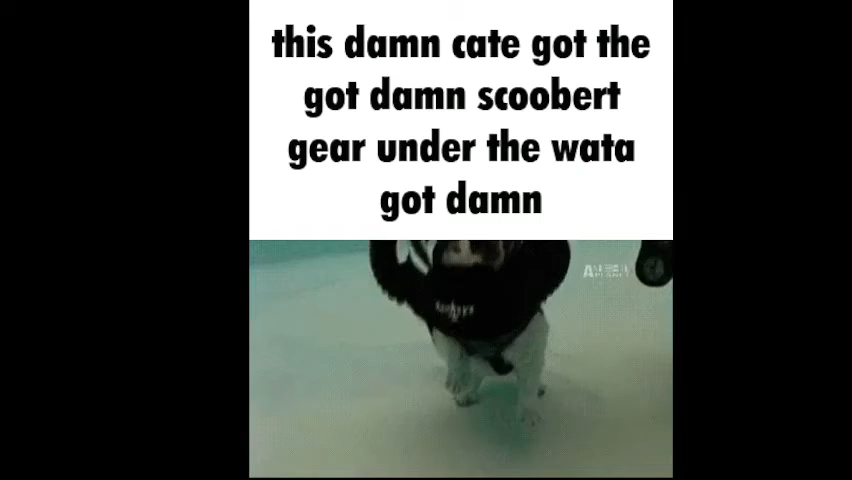 this damn cate got the
got damn scoobert
gear under the wata
got damn